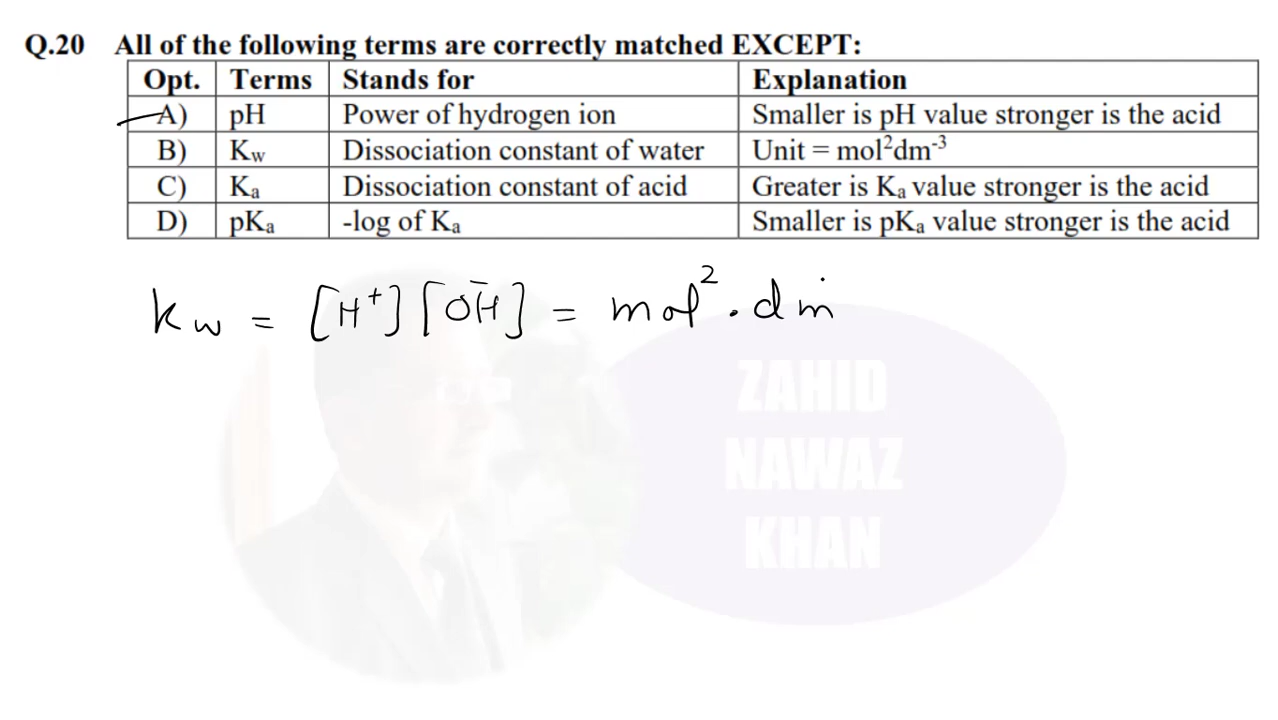 Q.20 All of the following terms are correctly matched EXCEPT:
Opt. Terms Stands for Explanation
A) pH Power of hydrogen ion Smaller is pH value stronger is the acid
B) Kw Dissociation constant of water Unit = mol²dm⁻³
C) Ka Dissociation constant of acid Greater is Ka value stronger is the acid
D) pKa -log of Ka Smaller is pKa value stronger is the acid
Kw = [H⁺][OH⁻] = mol² . dm
ZAHID
NAWAZ
KHAN